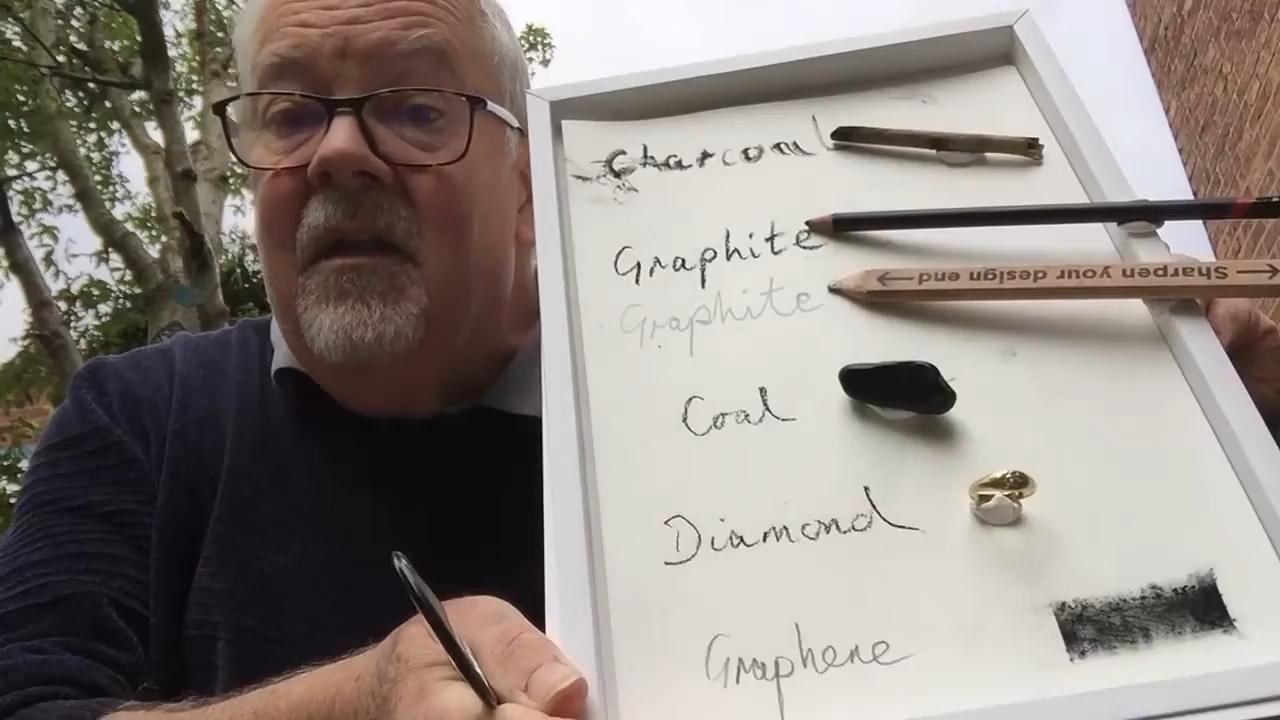 Charcoal
Graphite
Sharpen your design end
Graphite
Coal
Diamond
Graphene